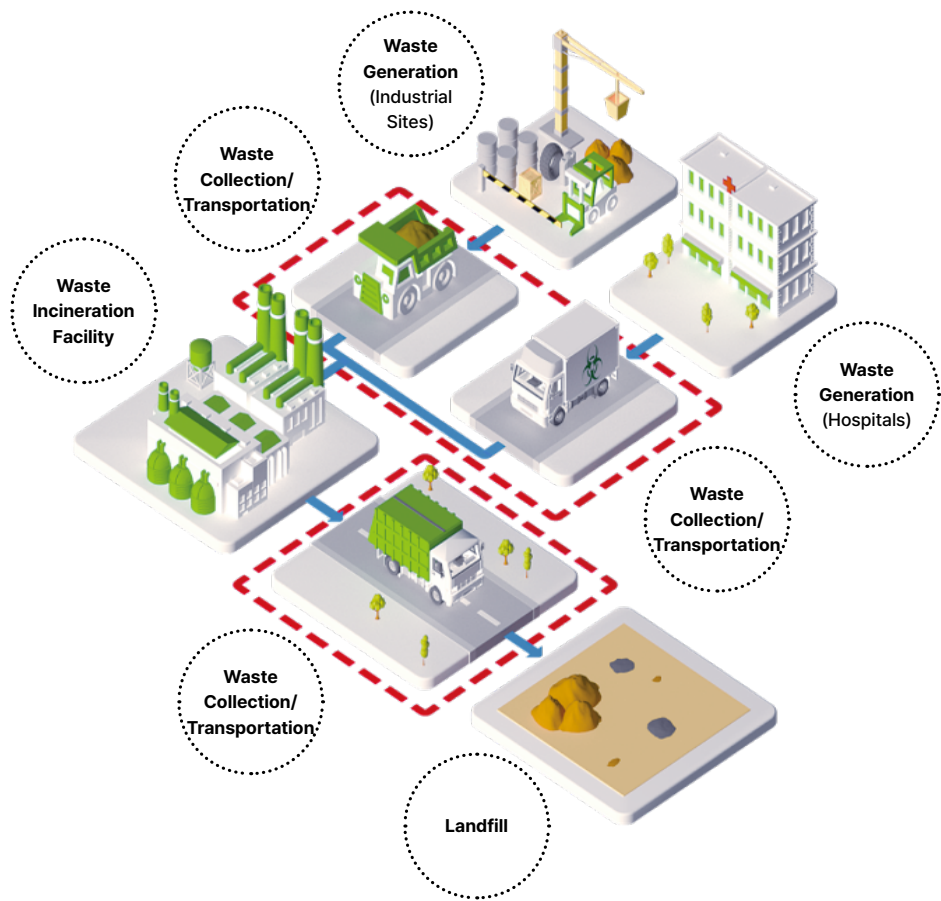 Waste
Generation
(Industrial
Sites)
Waste
Collection/
Transportation
Waste
Incineration
Facility
Waste
Generation
(Hospitals)
Waste
Collection/
Transportation
Waste
Collection/
Transportation
Landfill